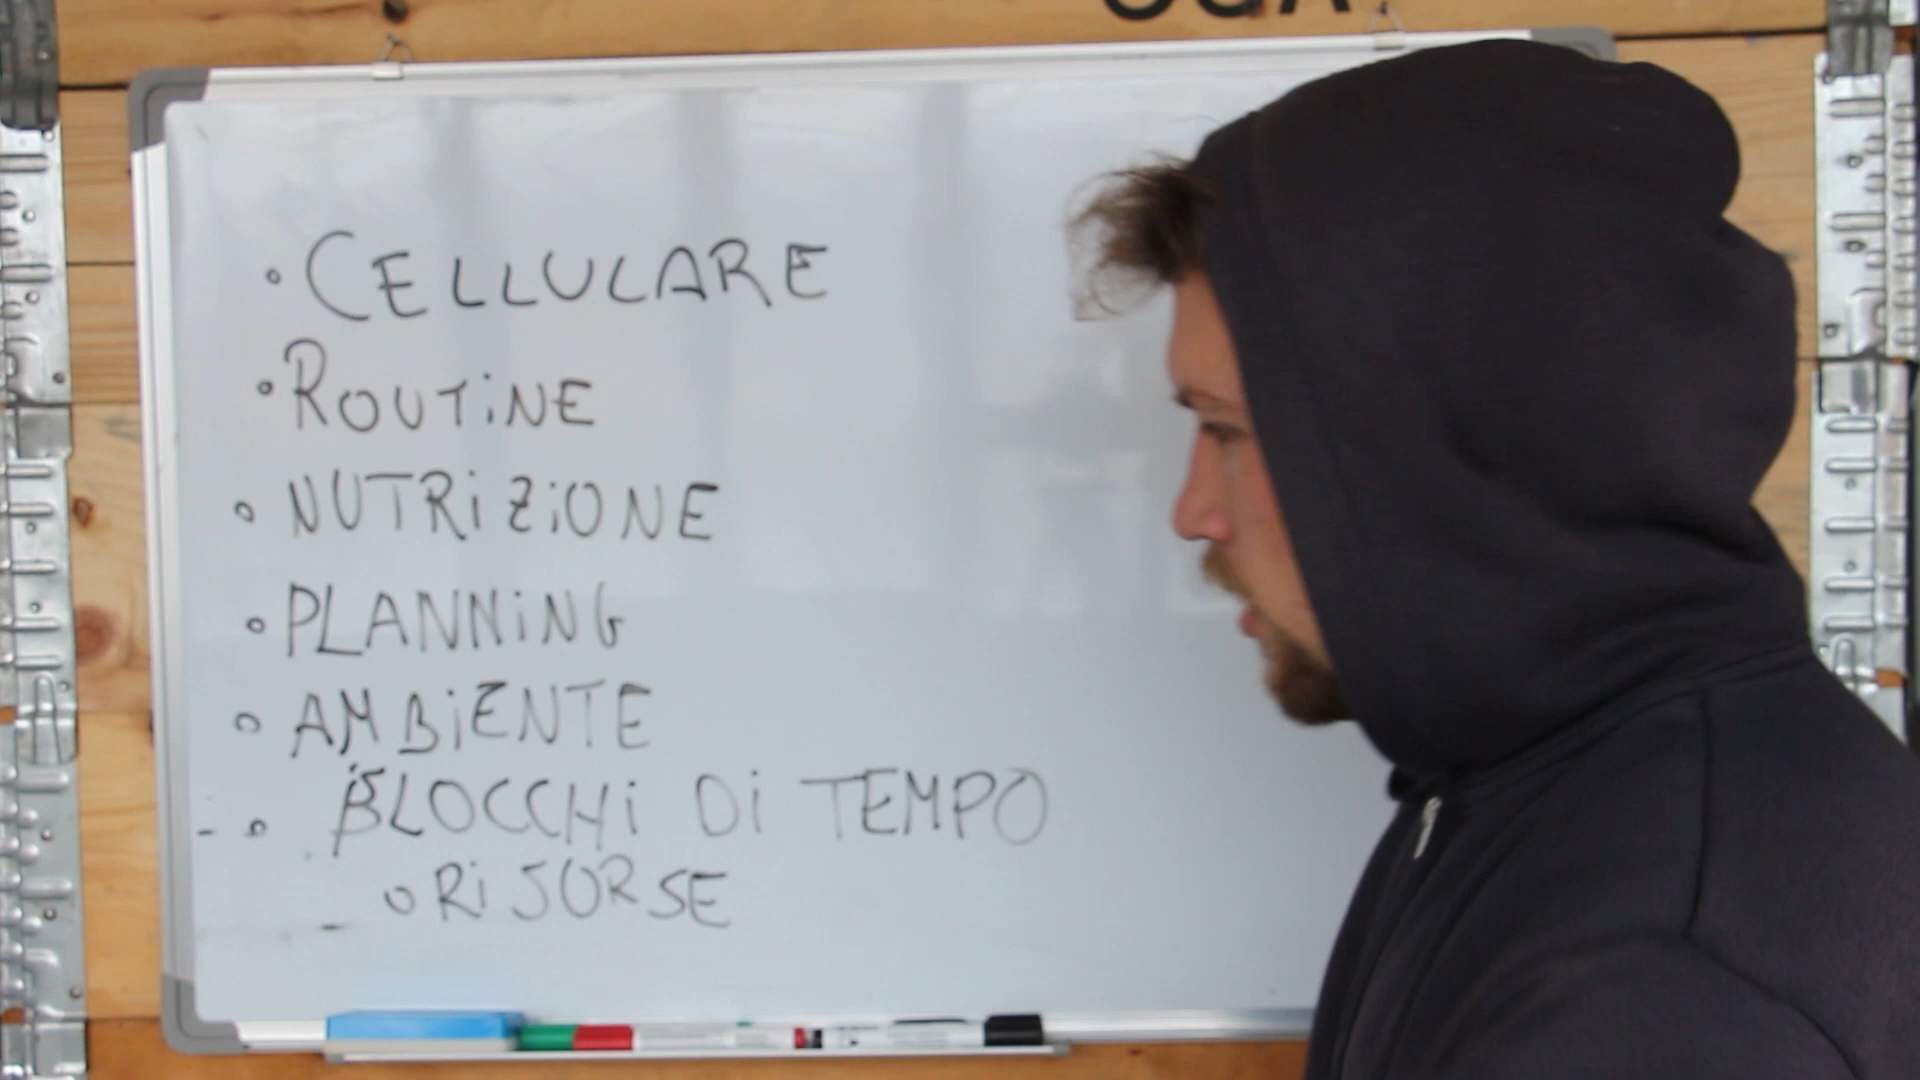 • CELLULARE
• ROUTINE
• NUTRIZIONE
• PLANNING
• AMBIENTE
- • BLOCCHI DI TEMPO
• RISORSE